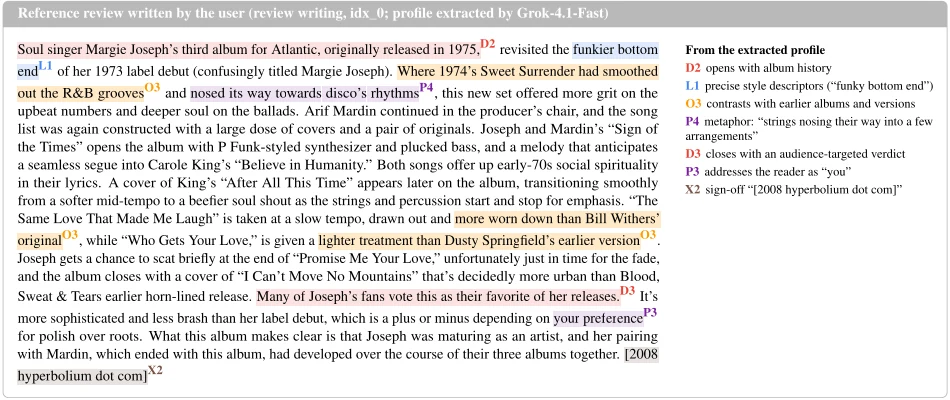 Reference review written by the user (review writing, idx_0; profile extracted by Grok-4.1-Fast)
Soul singer Margie Joseph's third album for Atlantic, originally released in 1975,D2 revisited the funkier bottom
endL1 of her 1973 label debut (confusingly titled Margie Joseph). Where 1974's Sweet Surrender had smoothed
out the R&B groovesO3 and nosed its way towards disco's rhythmsP4, this new set offered more grit on the
upbeat numbers and deeper soul on the ballads. Arif Mardin continued in the producer's chair, and the song
list was again constructed with a large dose of covers and a pair of originals. Joseph and Mardin's “Sign of
the Times” opens the album with P Funk-styled synthesizer and plucked bass, and a melody that anticipates
a seamless segue into Carole King's “Believe in Humanity.” Both songs offer up early-70s social spirituality
in their lyrics. A cover of King's “After All This Time” appears later on the album, transitioning smoothly
from a softer mid-tempo to a beefier soul shout as the strings and percussion start and stop for emphasis. “The
Same Love That Made Me Laugh” is taken at a slow tempo, drawn out and more worn down than Bill Withers'
originalO3, while “Who Gets Your Love,” is given a lighter treatment than Dusty Springfield's earlier versionO3.
Joseph gets a chance to scat briefly at the end of “Promise Me Your Love,” unfortunately just in time for the fade,
and the album closes with a cover of “I Can't Move No Mountains” that's decidedly more urban than Blood,
Sweat & Tears earlier horn-lined release. Many of Joseph's fans vote this as their favorite of her releases.D3 It's
more sophisticated and less brash than her label debut, which is a plus or minus depending on your preferenceP3
for polish over roots. What this album makes clear is that Joseph was maturing as an artist, and her pairing
with Mardin, which ended with this album, had developed over the course of their three albums together. [2008
hyperbolium dot com]X2
From the extracted profile
D2 opens with album history
L1 precise style descriptors (“funky bottom end”)
O3 contrasts with earlier albums and versions
P4 metaphor: “strings nosing their way into a few
arrangements”
D3 closes with an audience-targeted verdict
P3 addresses the reader as “you”
X2 sign-off “[2008 hyperbolium dot com]”